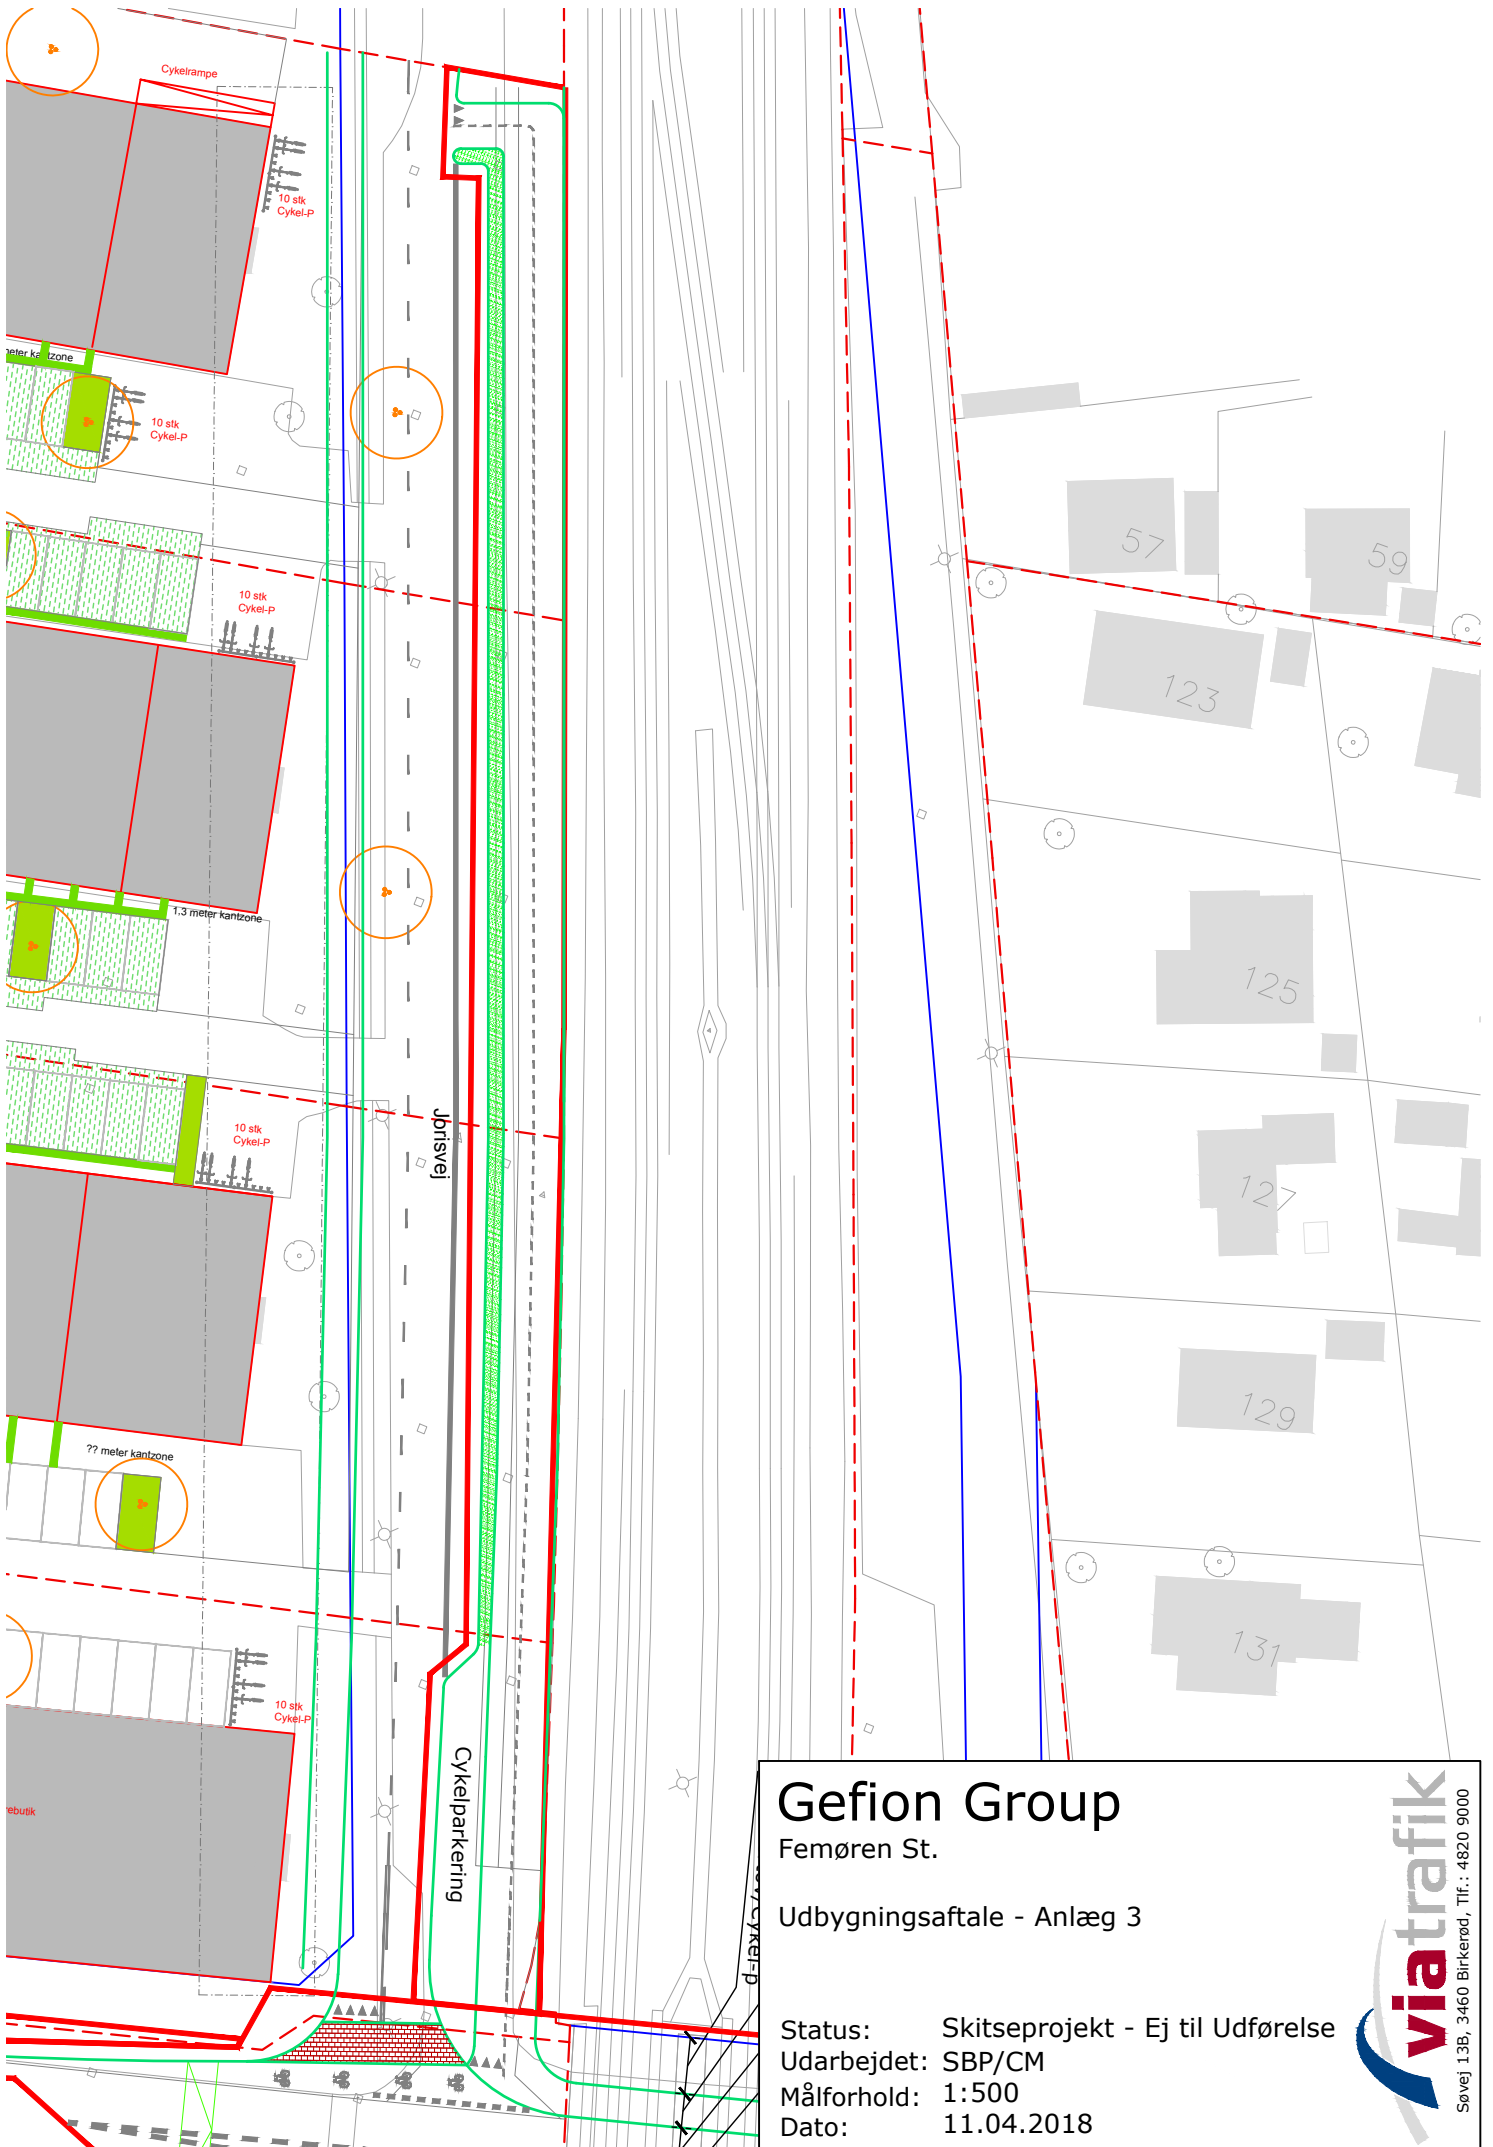 Cykelrampe
10 stk
Cykel-P
meter kantzone
10 stk
Cykel-P
10 stk
Cykel-P
57
59
123
1,3 meter kantzone
125
Jorisvej
10 stk
Cykel-P
127
129
?? meter kantzone
131
10 stk
Cykel-P
Cykelparkering
Gefion Group
Femøren St.
Udbygningsaftale - Anlæg 3
Status: Skitseprojekt - Ej til Udførelse
Udarbejdet: SBP/CM
Målforhold: 1:500
Dato: 11.04.2018
viatrafik
Søvej 13B, 3460 Birkerød, Tlf.: 4820 9000